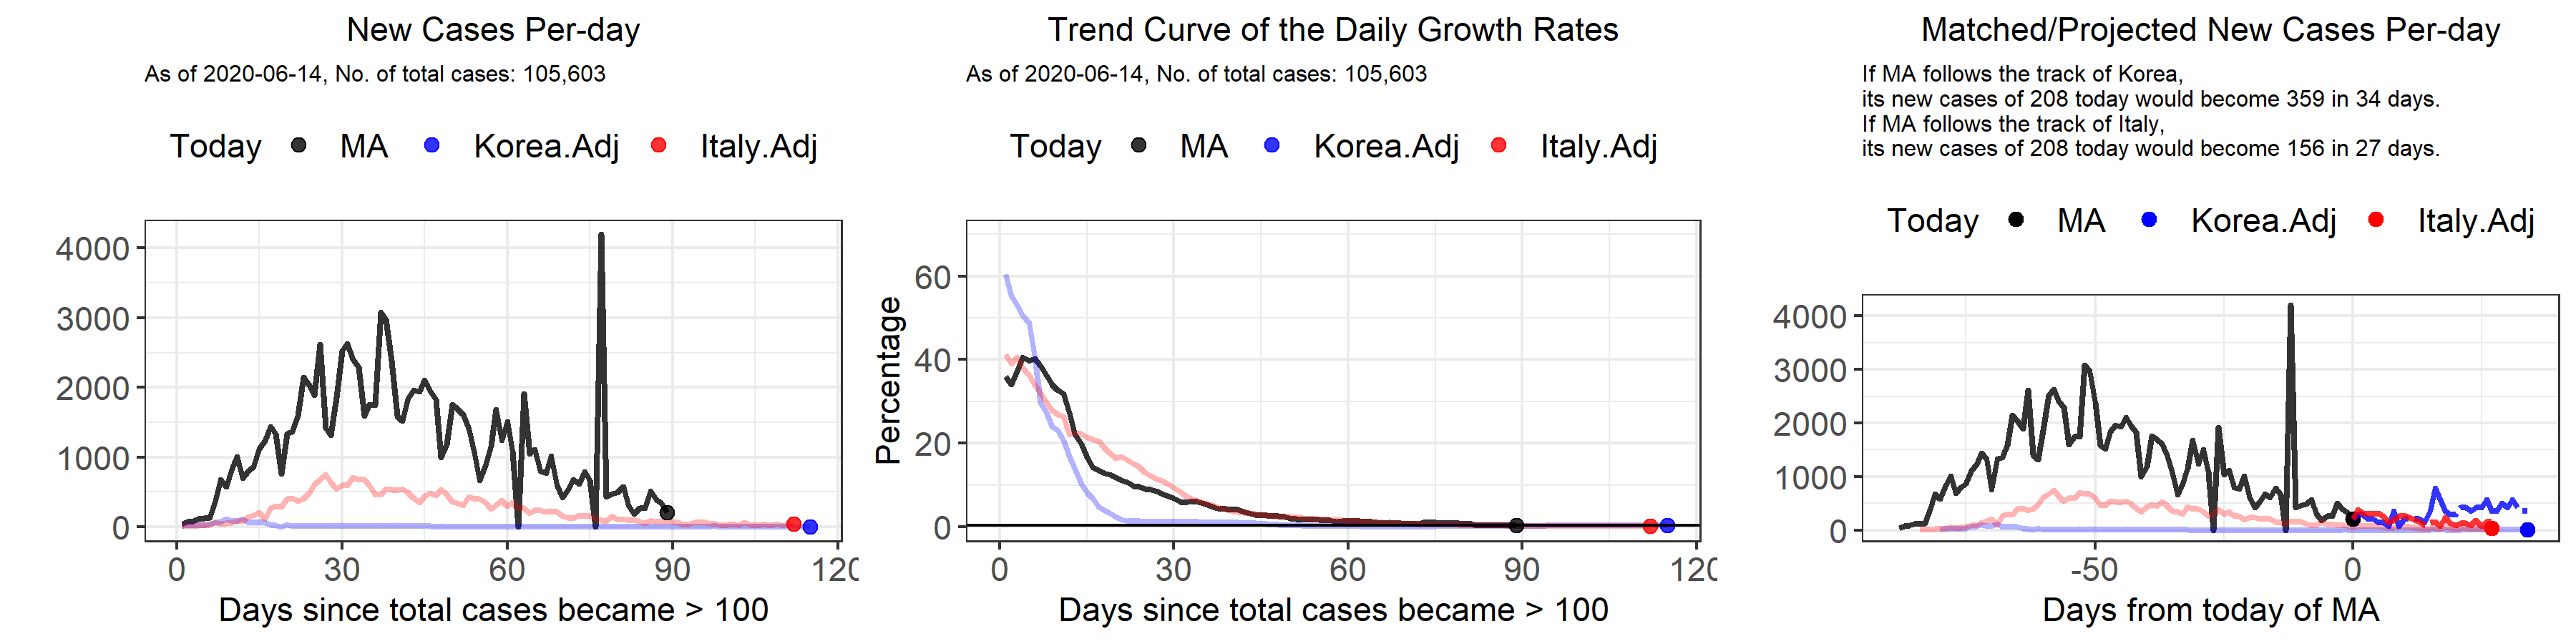 New Cases Per-day
As of 2020-06-14, No. of total cases: 105,603
Today MA Korea.Adj Italy.Adj
4000
3000
2000
1000
0
0 30 60 90 120
Days since total cases became > 100
Trend Curve of the Daily Growth Rates
As of 2020-06-14, No. of total cases: 105,603
Today MA Korea.Adj Italy.Adj
Percentage
60
40
20
0
0 30 60 90 120
Days since total cases became > 100
Matched/Projected New Cases Per-day
If MA follows the track of Korea,
its new cases of 208 today would become 359 in 34 days.
If MA follows the track of Italy,
its new cases of 208 today would become 156 in 27 days.
Today MA Korea.Adj Italy.Adj
4000
3000
2000
1000
0
-50 0
Days from today of MA